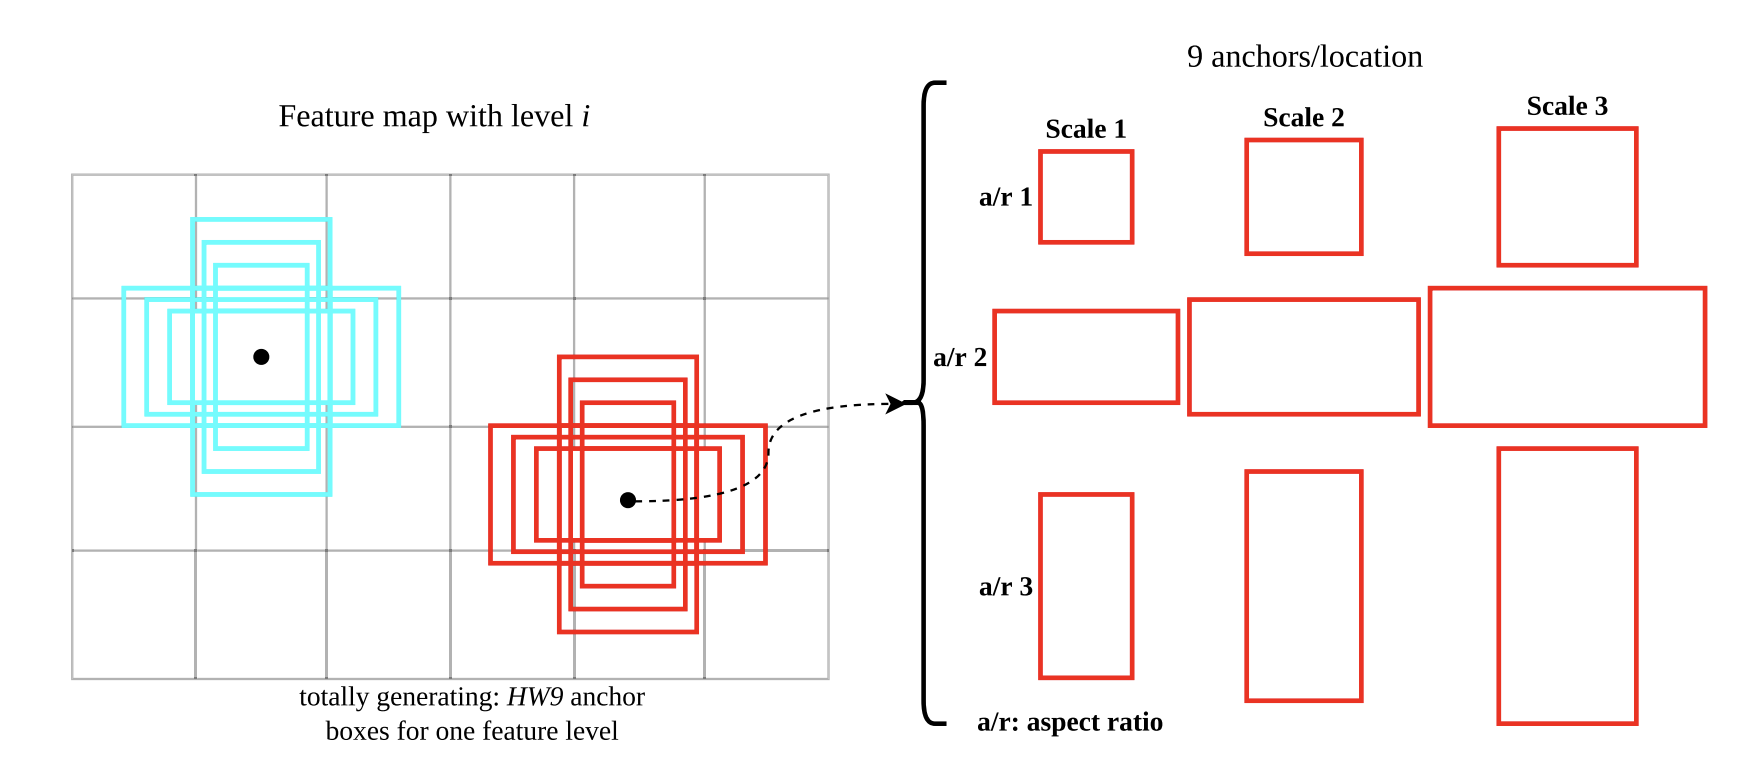 9 anchors/location
Feature map with level i
Scale 1
Scale 2
Scale 3
a/r 1
a/r 2
a/r 3
totally generating: HW9 anchor
boxes for one feature level
a/r: aspect ratio